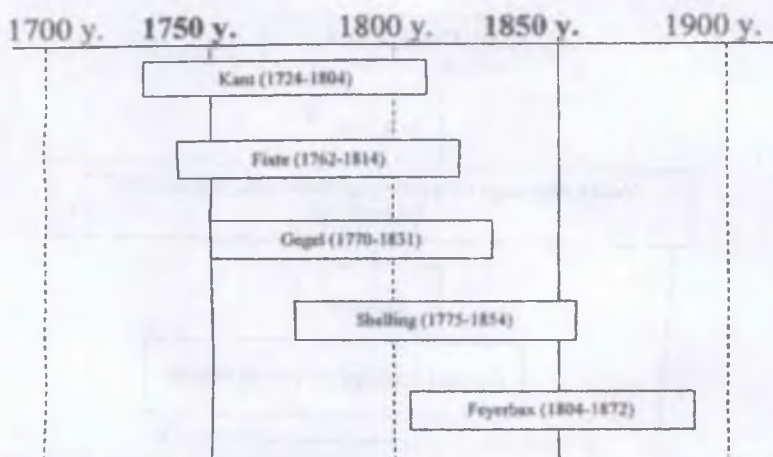 1700 y. 1750 y. 1800 y. 1850 y. 1900 y.
Kant (1724-1804)
Fixte (1762-1814)
Gegel (1770-1831)
Shelling (1775-1854)
Feyerbax (1804-1872)